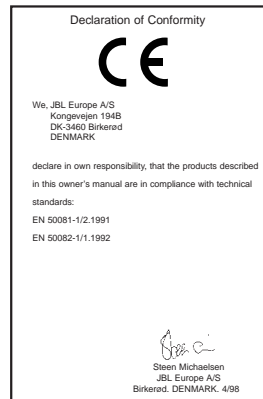 Declaration of Conformity
CE
We, JBL Europe A/S
Kongevejen 194B
DK-3460 Birkerød
DENMARK
declare in own responsibility, that the products described
in this owner's manual are in compliance with technical
standards:
EN 50081-1/2.1991
EN 50082-1/1.1992
Steen Michaelsen
JBL Europe A/S
Birkerød. DENMARK. 4/98